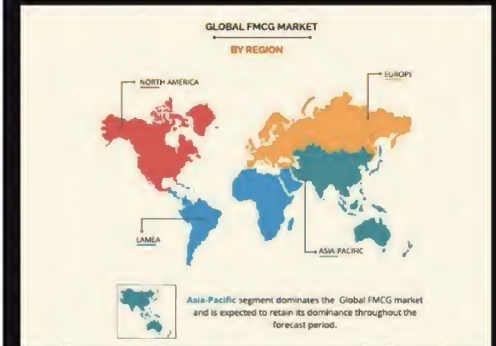 GLOBAL FMCG MARKET
BY REGION
NORTH AMERICA
EUROPE
LAMEA
ASIA PACIFIC
Asia-Pacific segment dominates the Global FMCG market
and is expected to retain its dominance throughout the
forecast period.